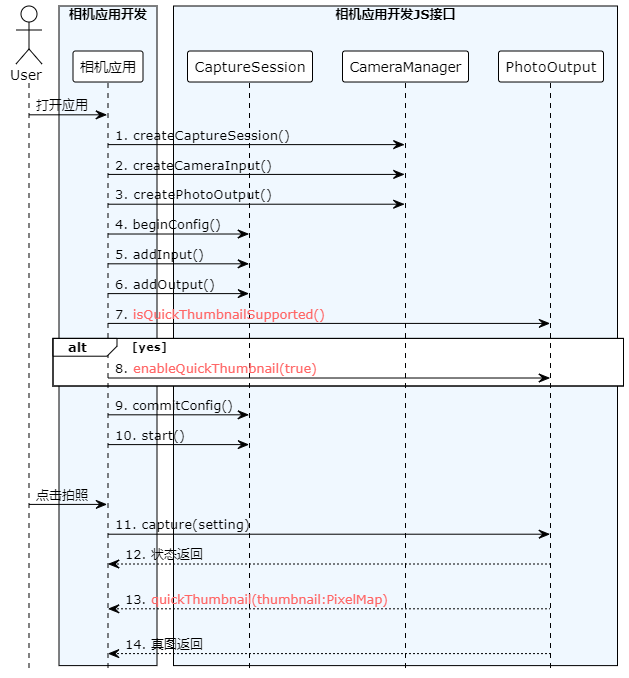 相机应用开发
相机应用开发JS接口
User
相机应用
CaptureSession
CameraManager
PhotoOutput
打开应用
1. createCaptureSession()
2. createCameraInput()
3. createPhotoOutput()
4. beginConfig()
5. addInput()
6. addOutput()
7. isQuickThumbnailSupported()
alt [yes]
8. enableQuickThumbnail(true)
9. commitConfig()
10. start()
点击拍照
11. capture(setting)
12. 状态返回
13. quickThumbnail(thumbnail:PixelMap)
14. 真图返回